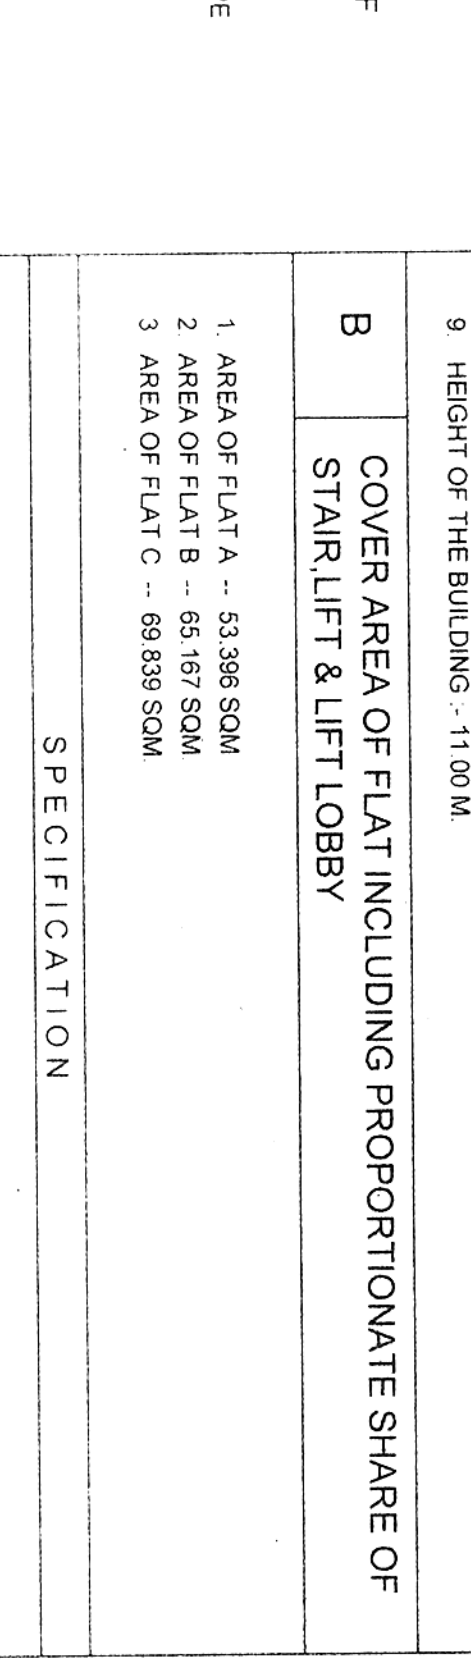 9. HEIGHT OF THE BUILDING :- 11.00 M.
B
COVER AREA OF FLAT INCLUDING PROPORTIONATE SHARE OF
STAIR,LIFT & LIFT LOBBY
1. AREA OF FLAT A -- 53.396 SQM
2. AREA OF FLAT B -- 65.167 SQM.
3 AREA OF FLAT C -- 69.839 SQM.
SPECIFICATION